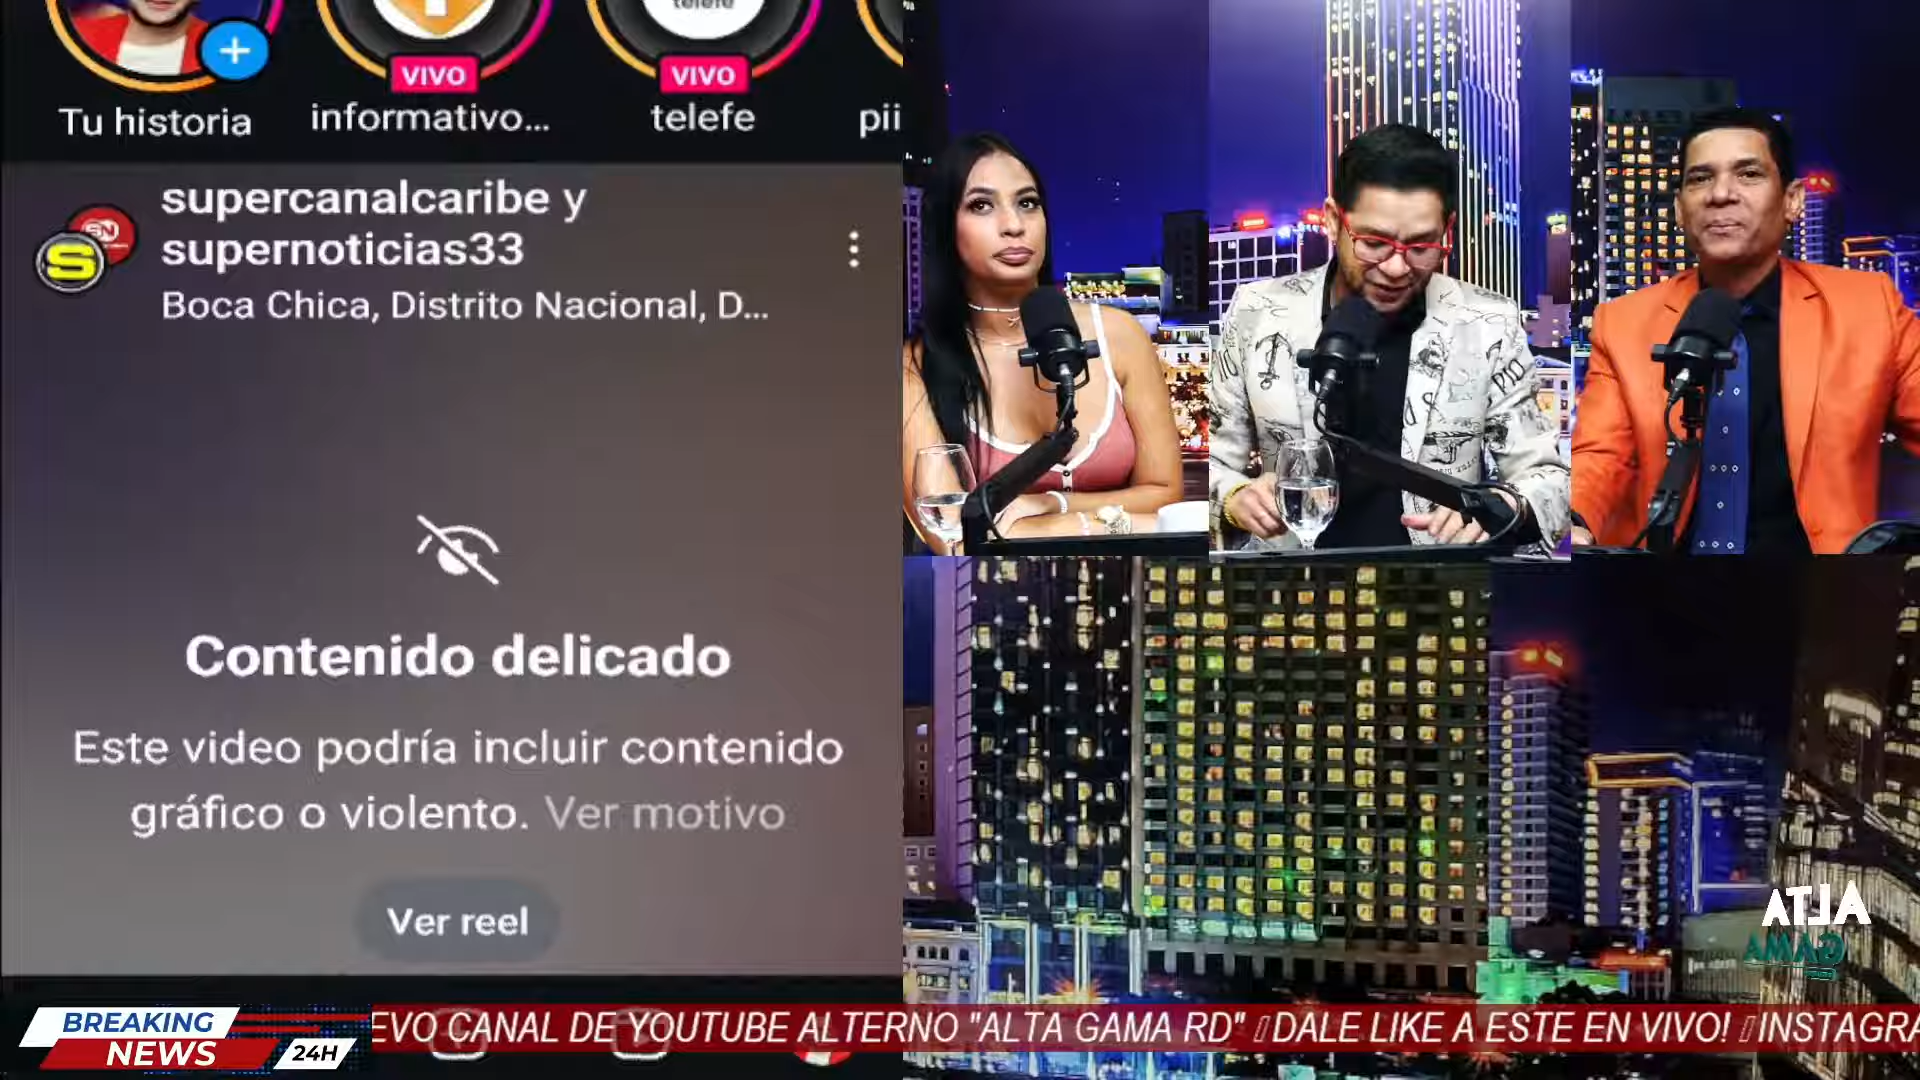 telefe
VIVO
VIVO
Tu historia
informativo...
telefe
pii
supercanalcaribe y
supernoticias33
Boca Chica, Distrito Nacional, D...
SN
S
Contenido delicado
Este video podría incluir contenido
gráfico o violento. Ver motivo
Ver reel
ALTA
GAMA
BREAKING
NEWS
24H
EVO CANAL DE YOUTUBE ALTERNO "ALTA GAMA RD" DALE LIKE A ESTE EN VIVO! INSTAGRA